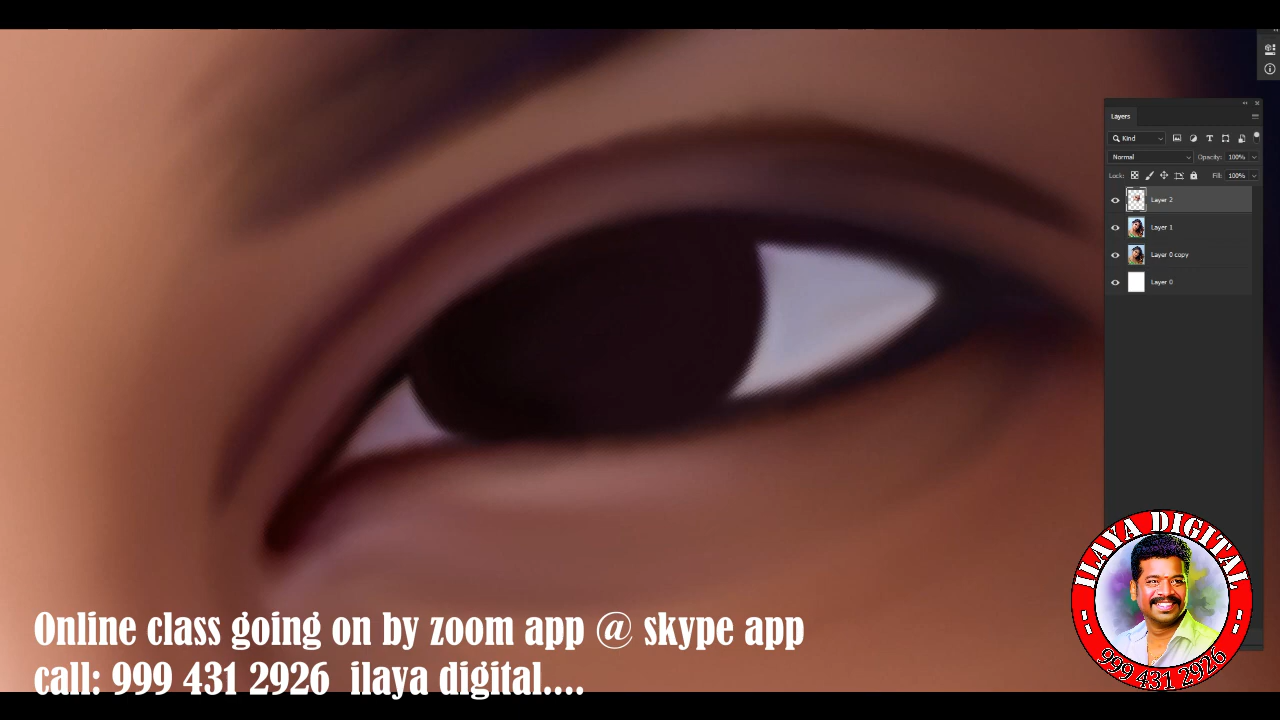 Layers
Kind
Normal
Opacity: 100%
Lock:
Fill: 100%
Layer 2
Layer 1
Layer 0 copy
Layer 0
ILAYA DIGITAL
999 431 2926
Online class going on by zoom app @ skype app
call: 999 431 2926 ilaya digital....